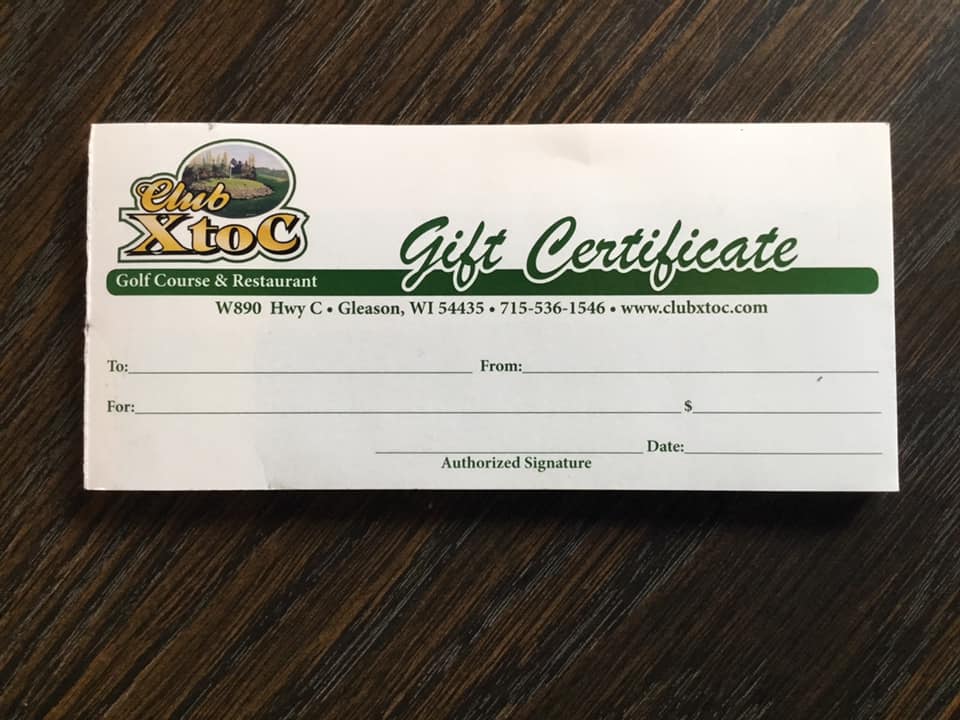 Club
XtoC
Gift Certificate
Golf Course & Restaurant
W890 Hwy C • Gleason, WI 54435 • 715-536-1546 • www.clubxtoc.com
To: From:
For: $
Date:
Authorized Signature